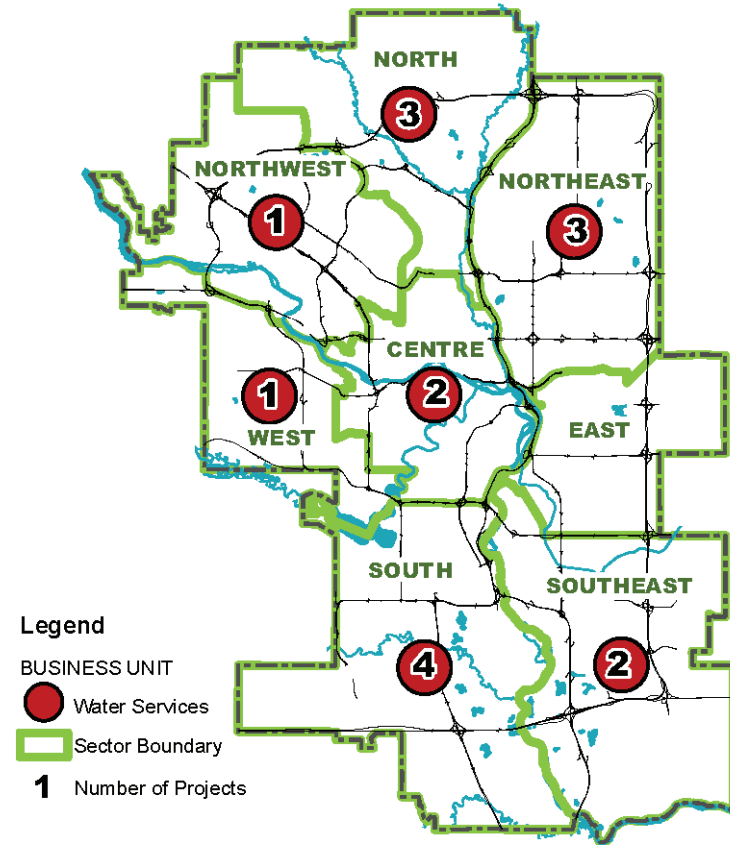 NORTH
3
NORTHWEST
NORTHEAST
1
3
CENTRE
1
2
WEST
EAST
SOUTH
SOUTHEAST
4
2
Legend
BUSINESS UNIT
Water Services
Sector Boundary
1 Number of Projects